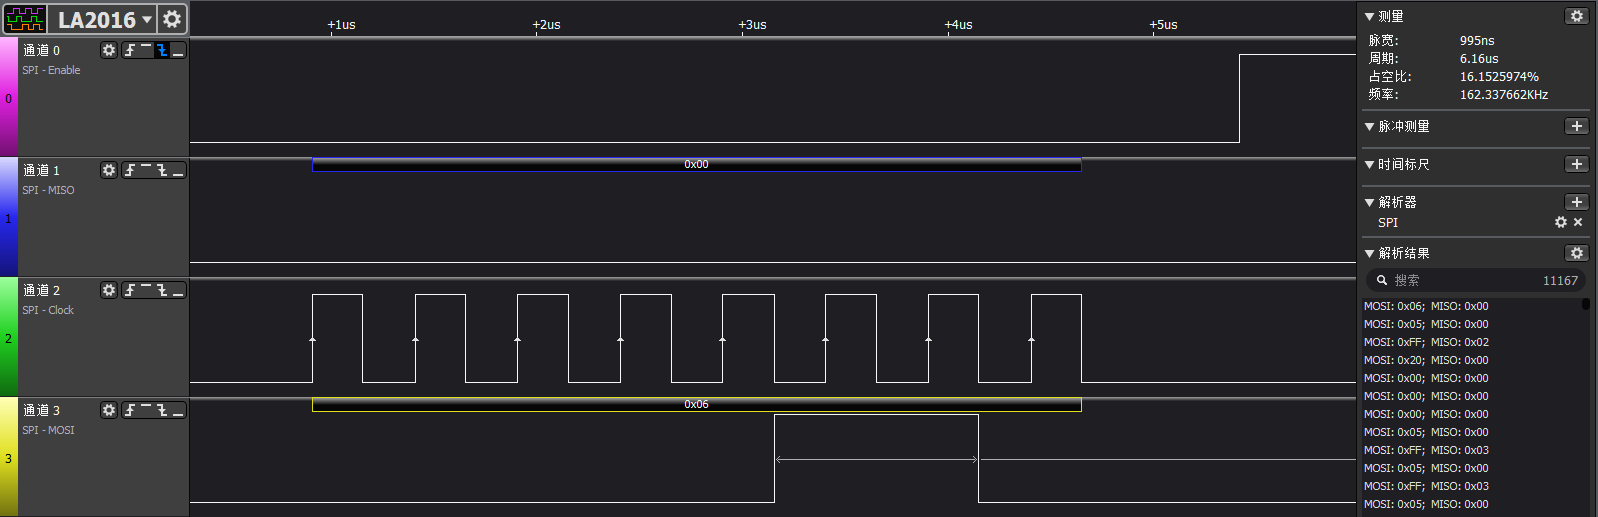 LA2016
+1us
+2us
+3us
+4us
+5us
通道 0
SPI - Enable
0
通道 1
SPI - MISO
1
0x00
通道 2
SPI - Clock
2
通道 3
SPI - MOSI
3
0x06
测量
脉宽: 995ns
周期: 6.16us
占空比: 16.1525974%
频率: 162.337662KHz
脉冲测量
时间标尺
解析器
SPI
解析结果
搜索 11167
MOSI: 0x06; MISO: 0x00
MOSI: 0x05; MISO: 0x00
MOSI: 0xFF; MISO: 0x02
MOSI: 0x20; MISO: 0x00
MOSI: 0x00; MISO: 0x00
MOSI: 0x00; MISO: 0x00
MOSI: 0x00; MISO: 0x00
MOSI: 0x05; MISO: 0x00
MOSI: 0xFF; MISO: 0x03
MOSI: 0x05; MISO: 0x00
MOSI: 0xFF; MISO: 0x03
MOSI: 0x05; MISO: 0x00